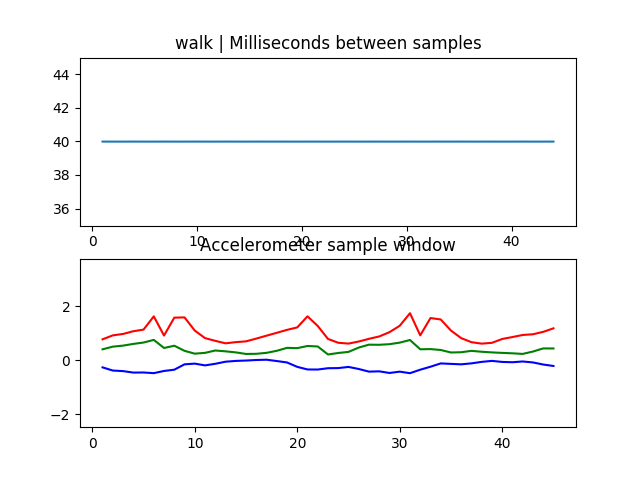 walk | Milliseconds between samples
44
42
40
38
36
0 10 20 30 40
Accelerometer sample window
2
0
−2
0 10 20 30 40